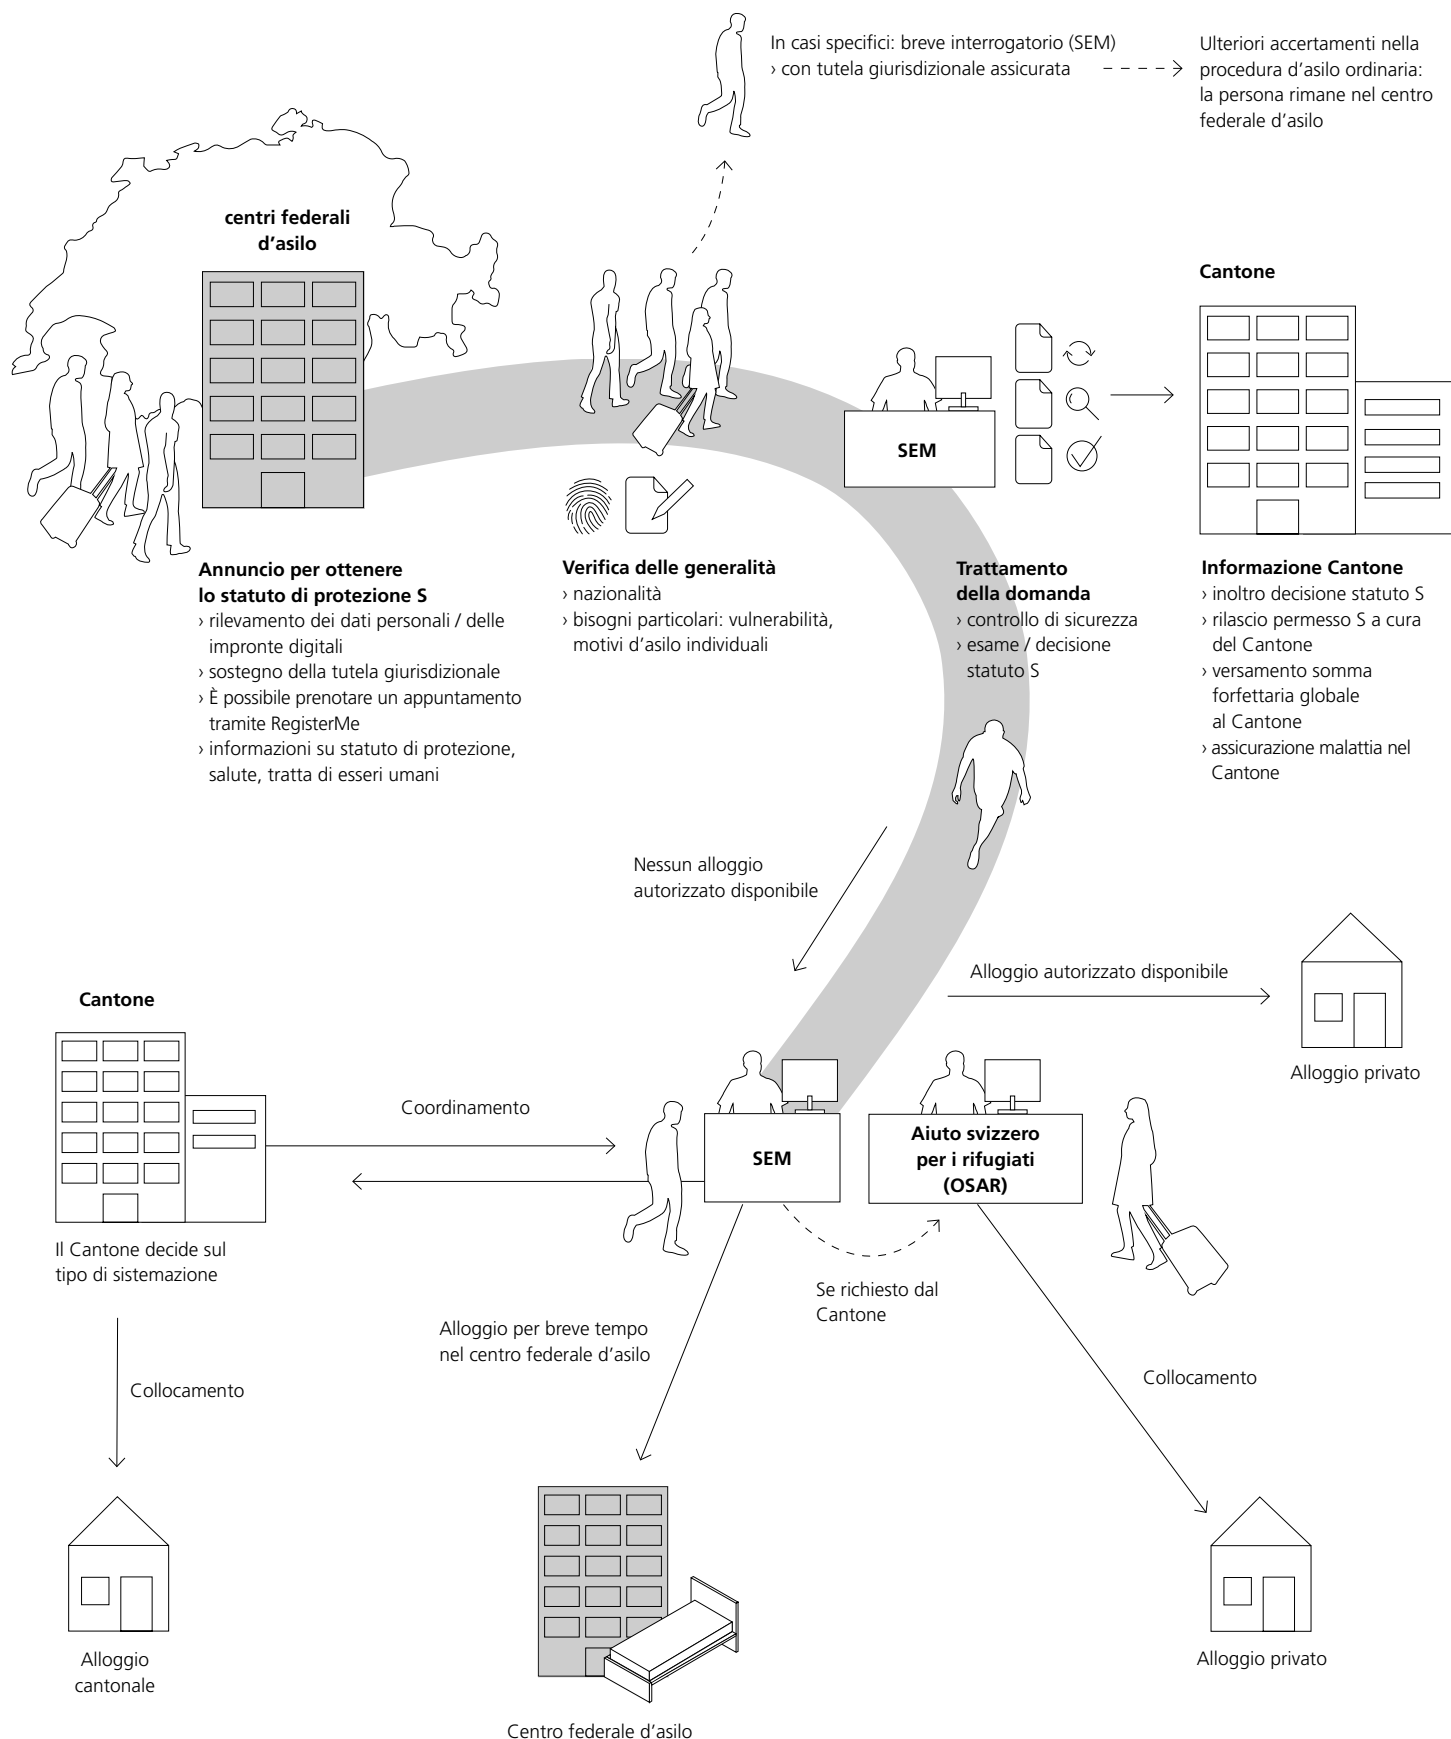 In casi specifici: breve interrogatorio (SEM)
› con tutela giurisdizionale assicurata
Ulteriori accertamenti nella
procedura d'asilo ordinaria:
la persona rimane nel centro
federale d'asilo
centri federali
d'asilo
Cantone
SEM
Annuncio per ottenere
lo statuto di protezione S
› rilevamento dei dati personali / delle
impronte digitali
› sostegno della tutela giurisdizionale
› È possibile prenotare un appuntamento
tramite RegisterMe
› informazioni su statuto di protezione,
salute, tratta di esseri umani
Verifica delle generalità
› nazionalità
› bisogni particolari: vulnerabilità,
motivi d'asilo individuali
Trattamento
della domanda
› controllo di sicurezza
› esame / decisione
statuto S
Informazione Cantone
› inoltro decisione statuto S
› rilascio permesso S a cura
del Cantone
› versamento somma
forfettaria globale
al Cantone
› assicurazione malattia nel
Cantone
Nessun alloggio
autorizzato disponibile
Alloggio autorizzato disponibile
Alloggio privato
Cantone
Coordinamento
SEM
Aiuto svizzero
per i rifugiati
(OSAR)
Il Cantone decide sul
tipo di sistemazione
Se richiesto dal
Cantone
Alloggio per breve tempo
nel centro federale d'asilo
Collocamento
Collocamento
Alloggio
cantonale
Centro federale d'asilo
Alloggio privato